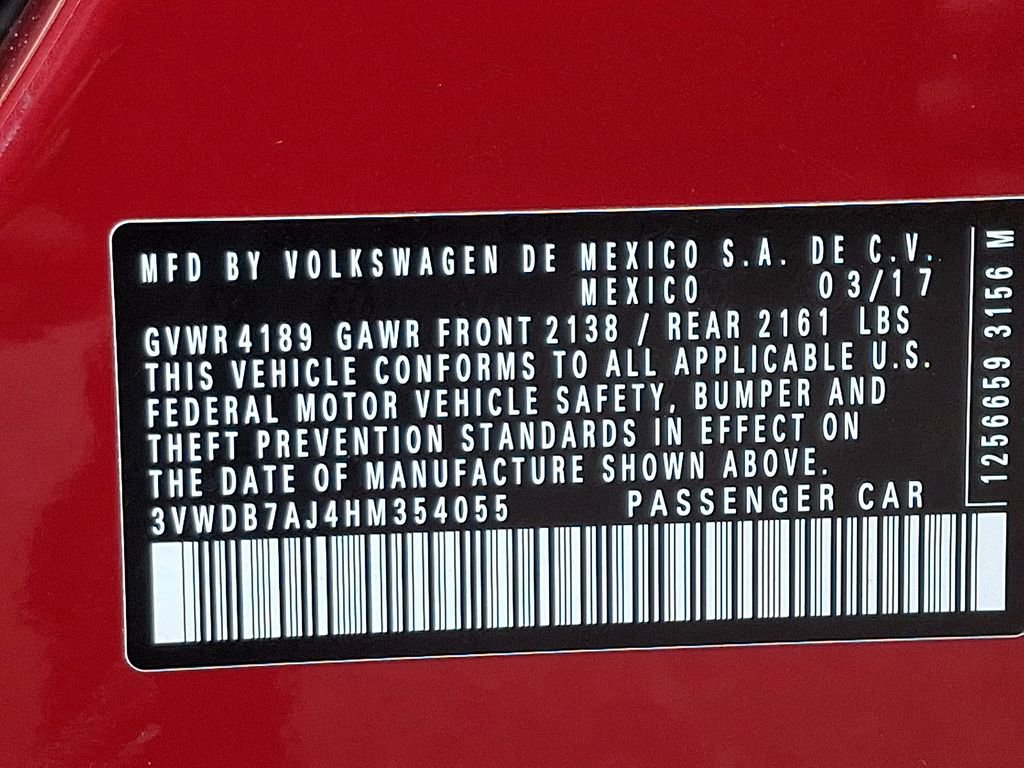 MFD BY VOLKSWAGEN DE MEXICO S.A. DE C.V.
MEXICO 03/17
GVWR 4189 GAWR FRONT 2138 / REAR 2161 LBS
THIS VEHICLE CONFORMS TO ALL APPLICABLE U.S.
FEDERAL MOTOR VEHICLE SAFETY, BUMPER AND
THEFT PREVENTION STANDARDS IN EFFECT ON
THE DATE OF MANUFACTURE SHOWN ABOVE.
3VWDB7AJ4HM354055 PASSENGER CAR
1256659 3156 M